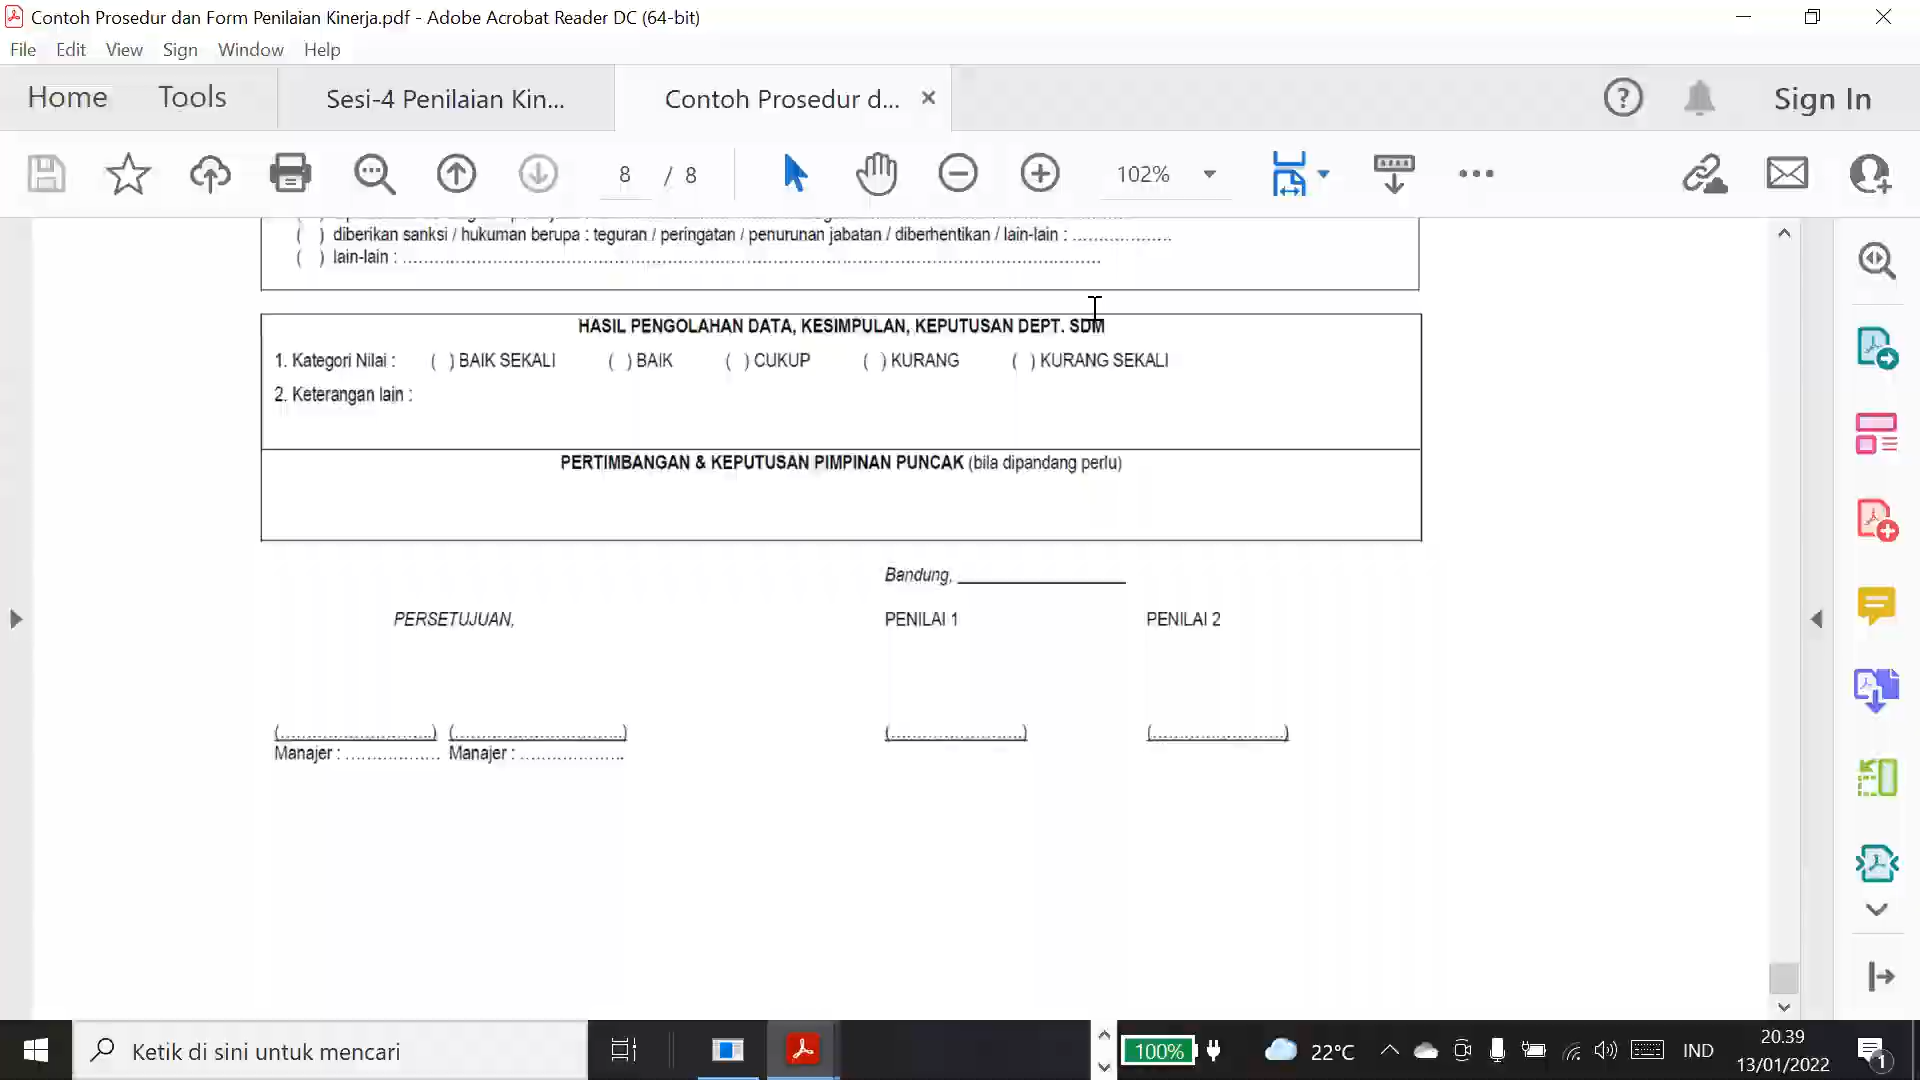 Contoh Prosedur dan Form Penilaian Kinerja.pdf - Adobe Acrobat Reader DC (64-bit)
File Edit View Sign Window Help
Home Tools Sesi-4 Penilaian Kin... Contoh Prosedur d... Sign In
8 / 8 102%
( ) diberikan sanksi / hukuman berupa : teguran / peringatan / penurunan jabatan / diberhentikan / lain-lain : ...................
( ) lain-lain : ...............................................................................................................
HASIL PENGOLAHAN DATA, KESIMPULAN, KEPUTUSAN DEPT. SDM
1. Kategori Nilai : ( ) BAIK SEKALI ( ) BAIK ( ) CUKUP ( ) KURANG ( ) KURANG SEKALI
2. Keterangan lain :
PERTIMBANGAN & KEPUTUSAN PIMPINAN PUNCAK (bila dipandang perlu)
Bandung, ___________________
PERSETUJUAN, PENILAI 1 PENILAI 2
(............................) (..............................) (.........................) (.........................)
Manajer : .................. Manajer : ....................
Ketik di sini untuk mencari
100% 22°C IND
20.39
13/01/2022
1